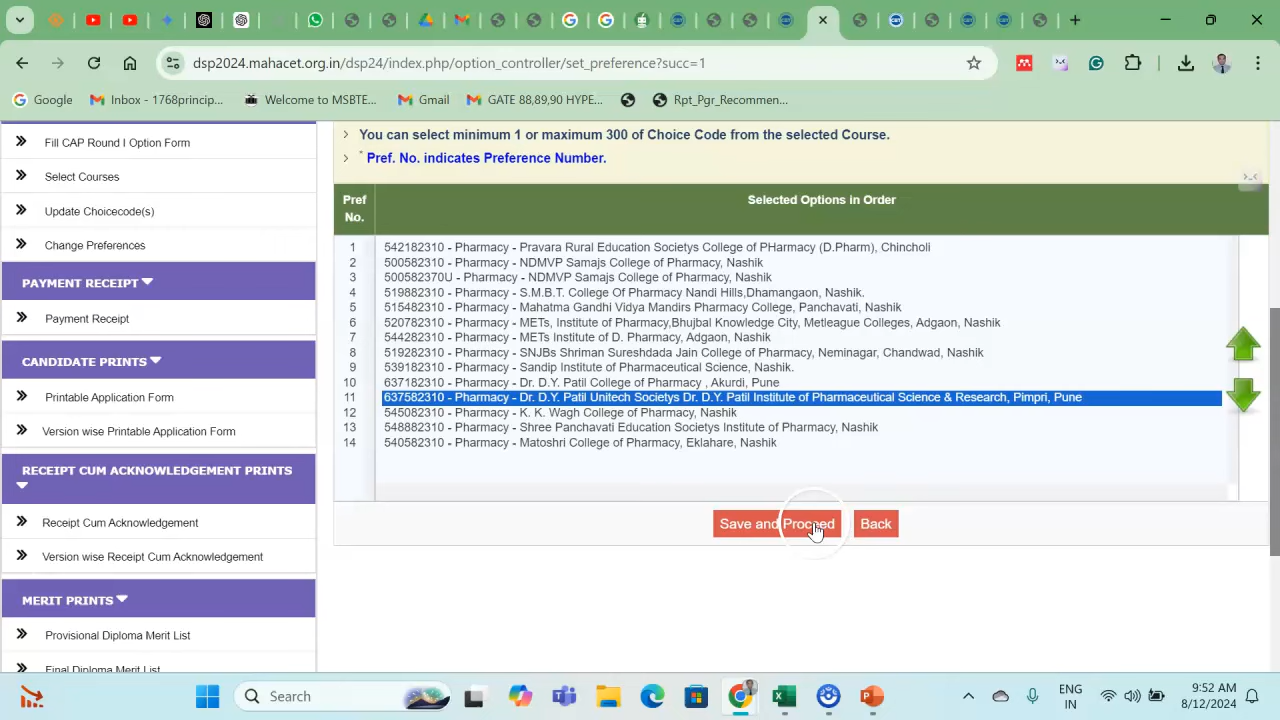 dsp2024.mahacet.org.in/dsp24/index.php/option_controller/set_preference?succ=1
Google
Inbox - 1768princip...
Welcome to MSBTE...
Gmail
GATE 88,89,90 HYPE...
Rpt_Pgr_Recommen...
Fill CAP Round I Option Form
Select Courses
Update Choicecode(s)
Change Preferences
PAYMENT RECEIPT
Payment Receipt
CANDIDATE PRINTS
Printable Application Form
Version wise Printable Application Form
RECEIPT CUM ACKNOWLEDGEMENT PRINTS
Receipt Cum Acknowledgement
Version wise Receipt Cum Acknowledgement
MERIT PRINTS
Provisional Diploma Merit List
Final Diploma Merit List
You can select minimum 1 or maximum 300 of Choice Code from the selected Course.
* Pref. No. indicates Preference Number.
Pref No.
Selected Options in Order
1 542182310 - Pharmacy - Pravara Rural Education Societys College of PHarmacy (D.Pharm), Chincholi
2 500582310 - Pharmacy - NDMVP Samajs College of Pharmacy, Nashik
3 500582370U - Pharmacy - NDMVP Samajs College of Pharmacy, Nashik
4 519882310 - Pharmacy - S.M.B.T. College Of Pharmacy Nandi Hills,Dhamangaon, Nashik.
5 515482310 - Pharmacy - Mahatma Gandhi Vidya Mandirs Pharmacy College, Panchavati, Nashik
6 520782310 - Pharmacy - METs, Institute of Pharmacy,Bhujbal Knowledge City, Metleague Colleges, Adgaon, Nashik
7 544282310 - Pharmacy - METs Institute of D. Pharmacy, Adgaon, Nashik
8 519282310 - Pharmacy - SNJBs Shriman Sureshdada Jain College of Pharmacy, Neminagar, Chandwad, Nashik
9 539182310 - Pharmacy - Sandip Institute of Pharmaceutical Science, Nashik.
10 637182310 - Pharmacy - Dr. D.Y. Patil College of Pharmacy , Akurdi, Pune
11 637582310 - Pharmacy - Dr. D.Y. Patil Unitech Societys Dr. D.Y. Patil Institute of Pharmaceutical Science & Research, Pimpri, Pune
12 545082310 - Pharmacy - K. K. Wagh College of Pharmacy, Nashik
13 548882310 - Pharmacy - Shree Panchavati Education Societys Institute of Pharmacy, Nashik
14 540582310 - Pharmacy - Matoshri College of Pharmacy, Eklahare, Nashik
Save and Proceed
Back
Search
ENG
IN
9:52 AM
8/12/2024